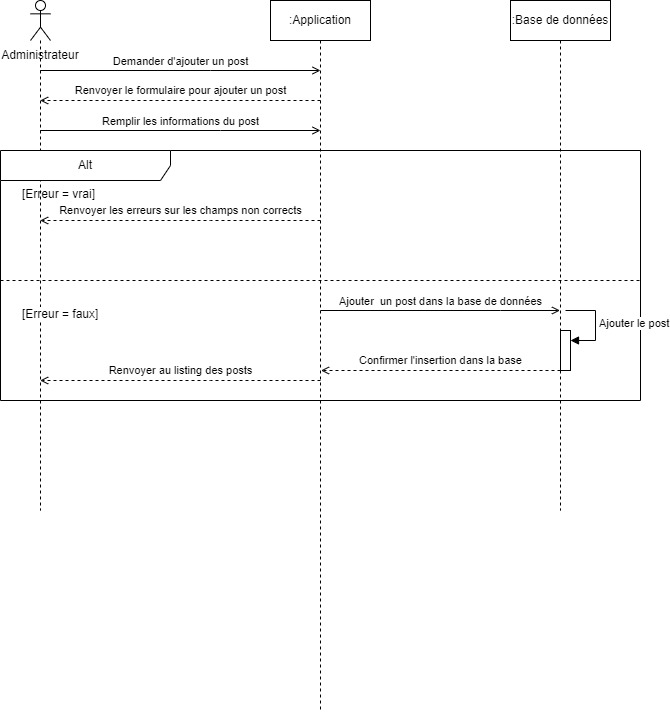 :Application
:Base de données
Administrateur
Demander d'ajouter un post
Renvoyer le formulaire pour ajouter un post
Remplir les informations du post
Alt
[Erreur = vrai]
Renvoyer les erreurs sur les champs non corrects
Ajouter  un post dans la base de données
[Erreur = faux]
Ajouter le post
Confirmer l'insertion dans la base
Renvoyer au listing des posts